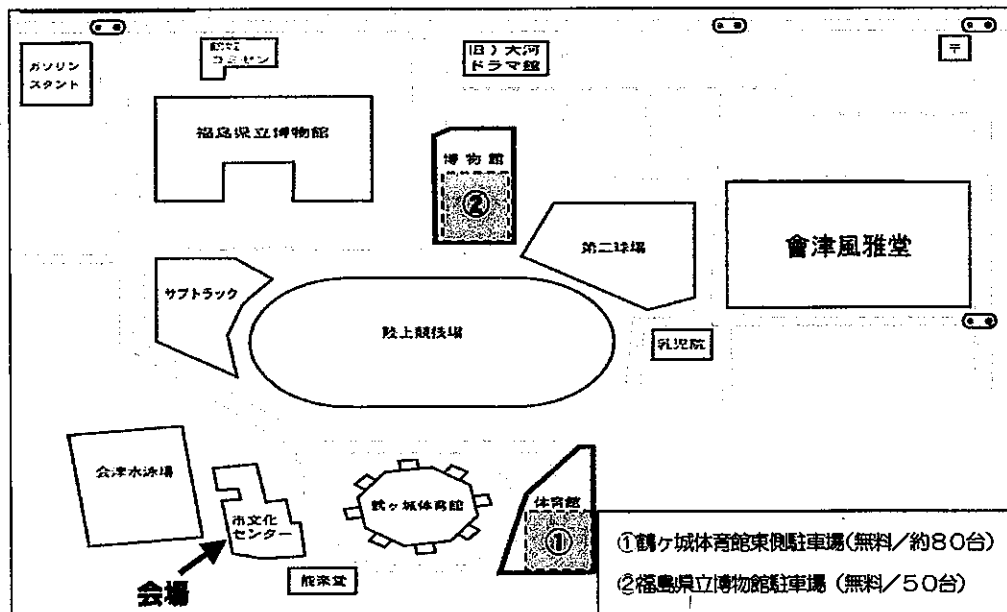 ガソリン
スタンド
コミセン
旧）大河
ドラマ館
〒
福島県立博物館
博物館
②
第二球場
會津風雅堂
サブトラック
陸上競技場
乳児院
会津水泳場
市文化
センター
鶴ヶ城体育館
体育館
①
会場
能楽堂
①鶴ヶ城体育館東側駐車場（無料／約80台）
②福島県立博物館駐車場（無料／50台）